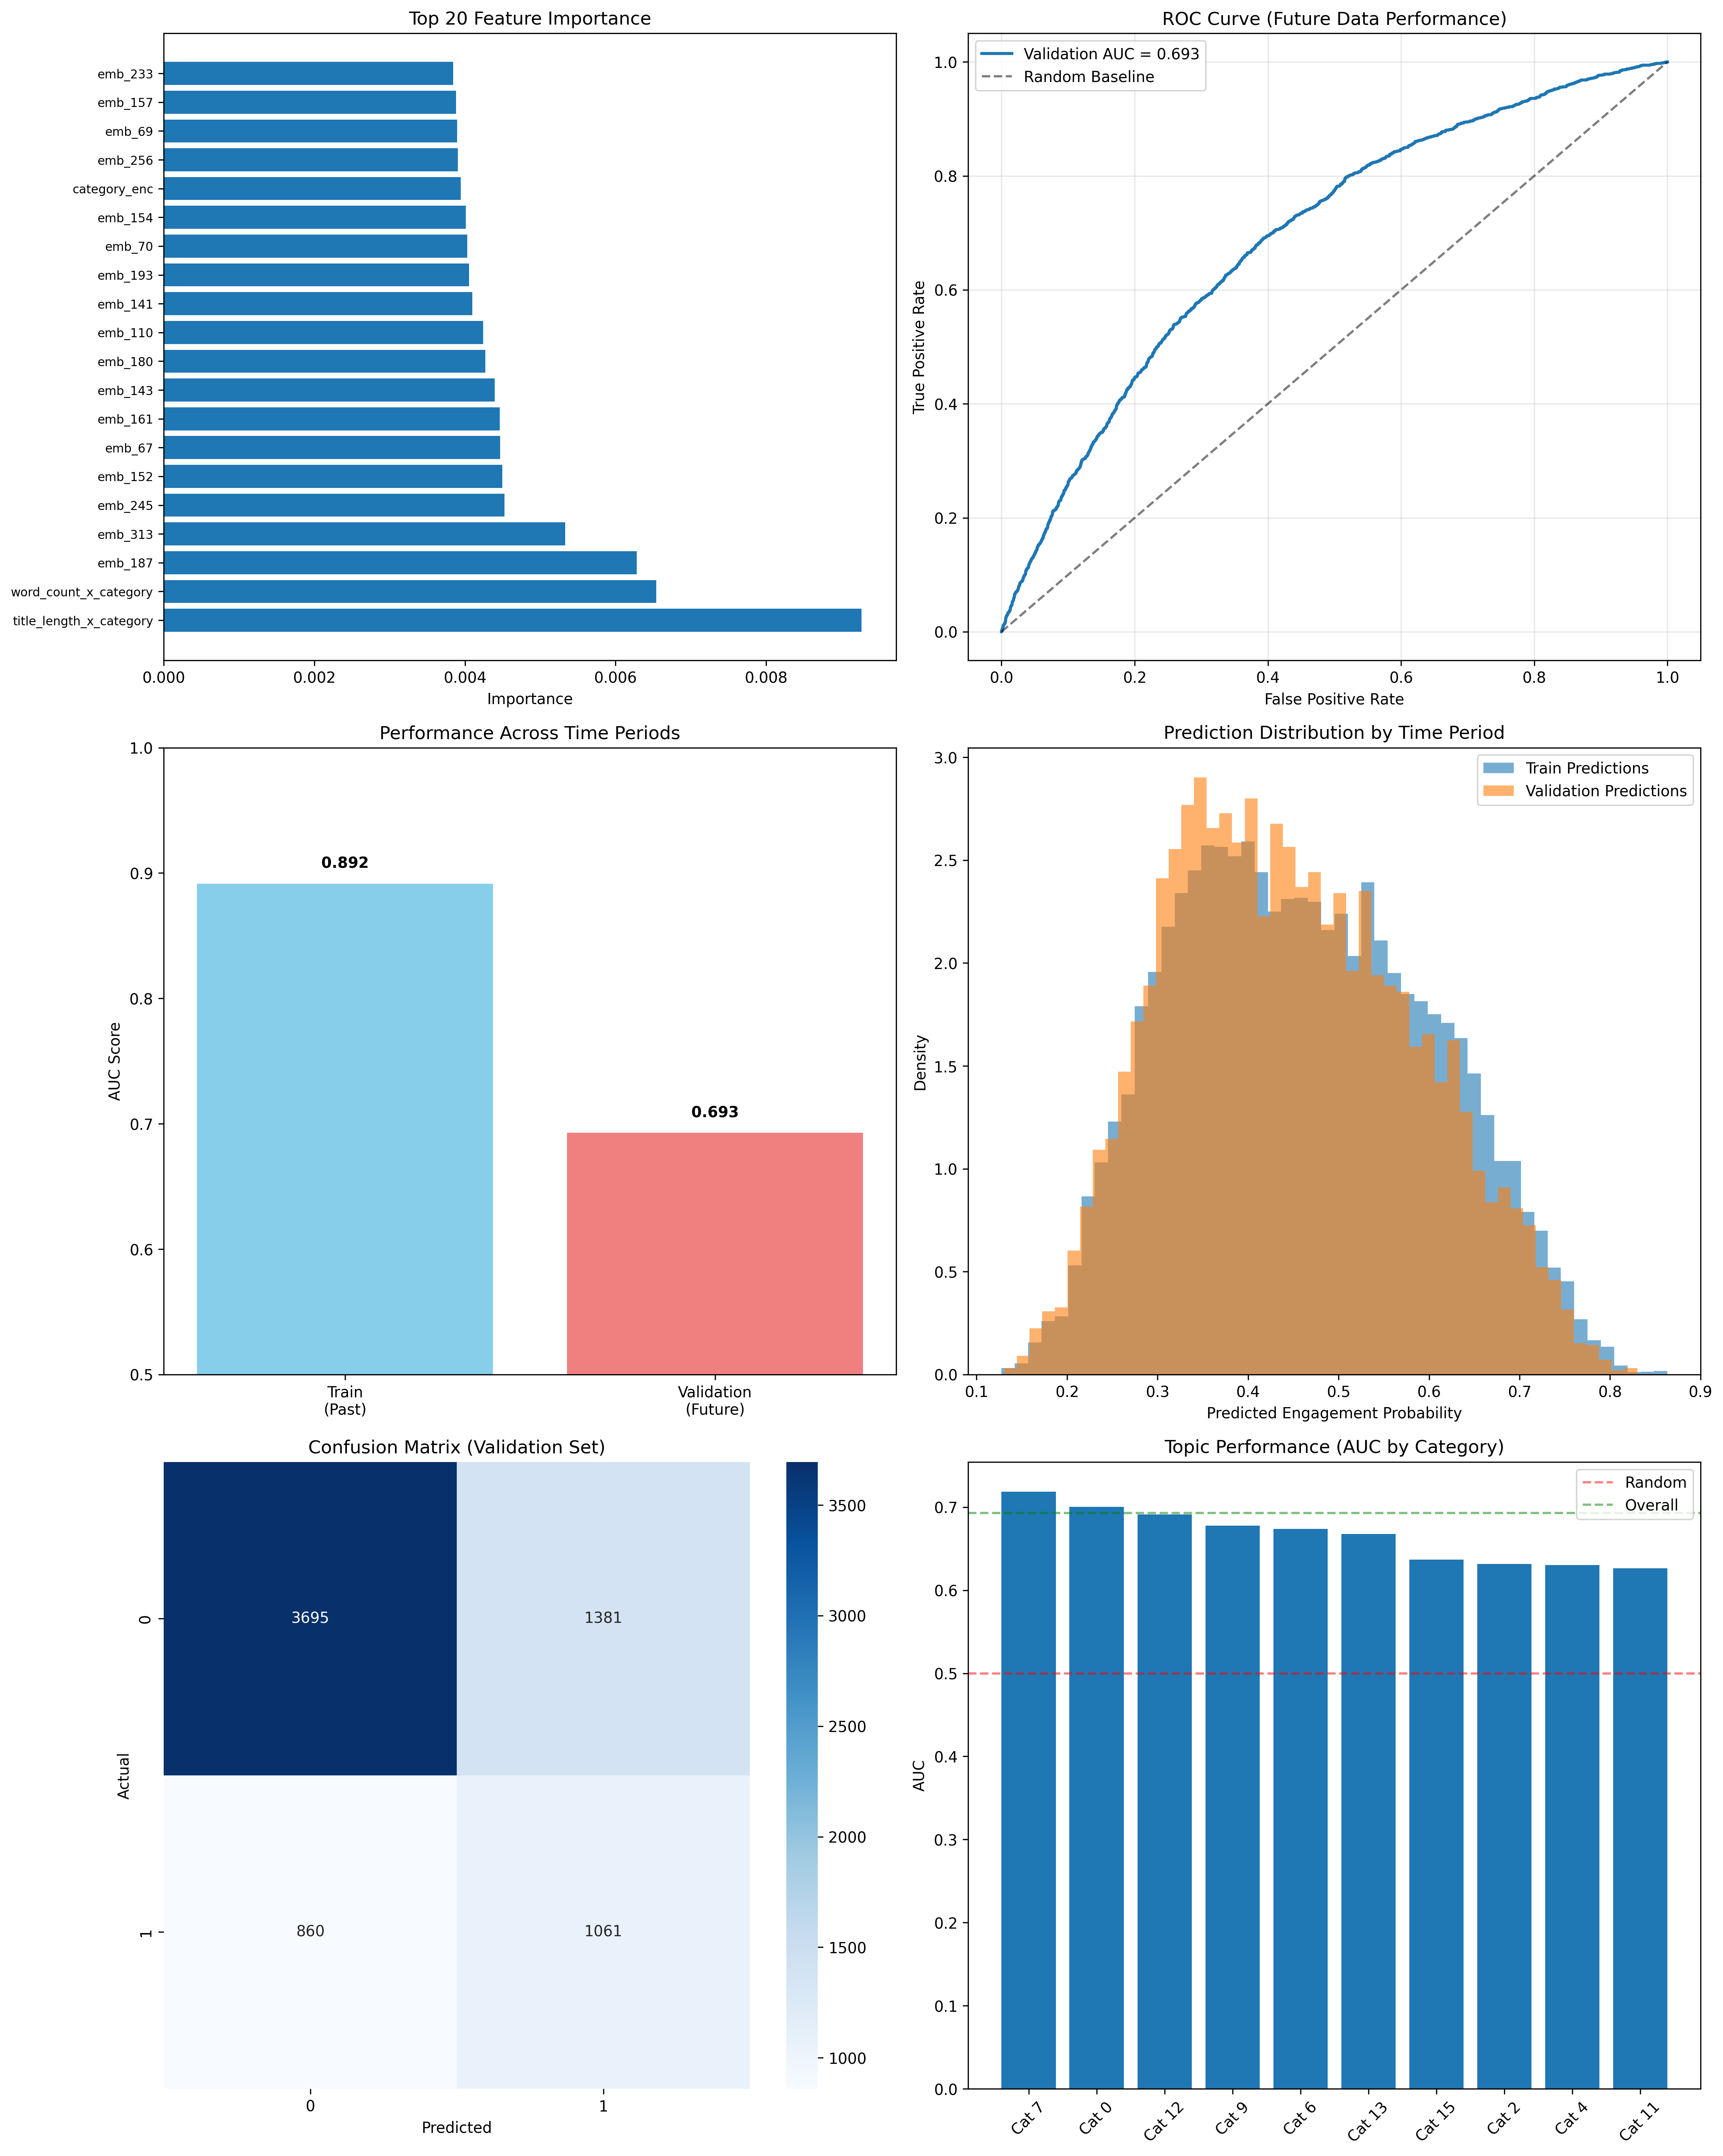 Top 20 Feature Importance
emb_233
emb_157
emb_69
emb_256
category_enc
emb_154
emb_70
emb_193
emb_141
emb_110
emb_180
emb_143
emb_161
emb_67
emb_152
emb_245
emb_313
emb_187
word_count_x_category
title_length_x_category
0.000 0.002 0.004 0.006 0.008
Importance
ROC Curve (Future Data Performance)
Validation AUC = 0.693
Random Baseline
True Positive Rate
1.0
0.8
0.6
0.4
0.2
0.0
0.0 0.2 0.4 0.6 0.8 1.0
False Positive Rate
Performance Across Time Periods
AUC Score
1.0
0.9
0.8
0.7
0.6
0.5
0.892
0.693
Train
(Past)
Validation
(Future)
Prediction Distribution by Time Period
Train Predictions
Validation Predictions
Density
3.0
2.5
2.0
1.5
1.0
0.5
0.0
0.1 0.2 0.3 0.4 0.5 0.6 0.7 0.8 0.9
Predicted Engagement Probability
Confusion Matrix (Validation Set)
Actual
0
1
3695 1381
860 1061
0 1
Predicted
3500
3000
2500
2000
1500
1000
Topic Performance (AUC by Category)
Random
Overall
AUC
0.7
0.6
0.5
0.4
0.3
0.2
0.1
0.0
Cat 7 Cat 0 Cat 12 Cat 9 Cat 6 Cat 13 Cat 15 Cat 2 Cat 4 Cat 11